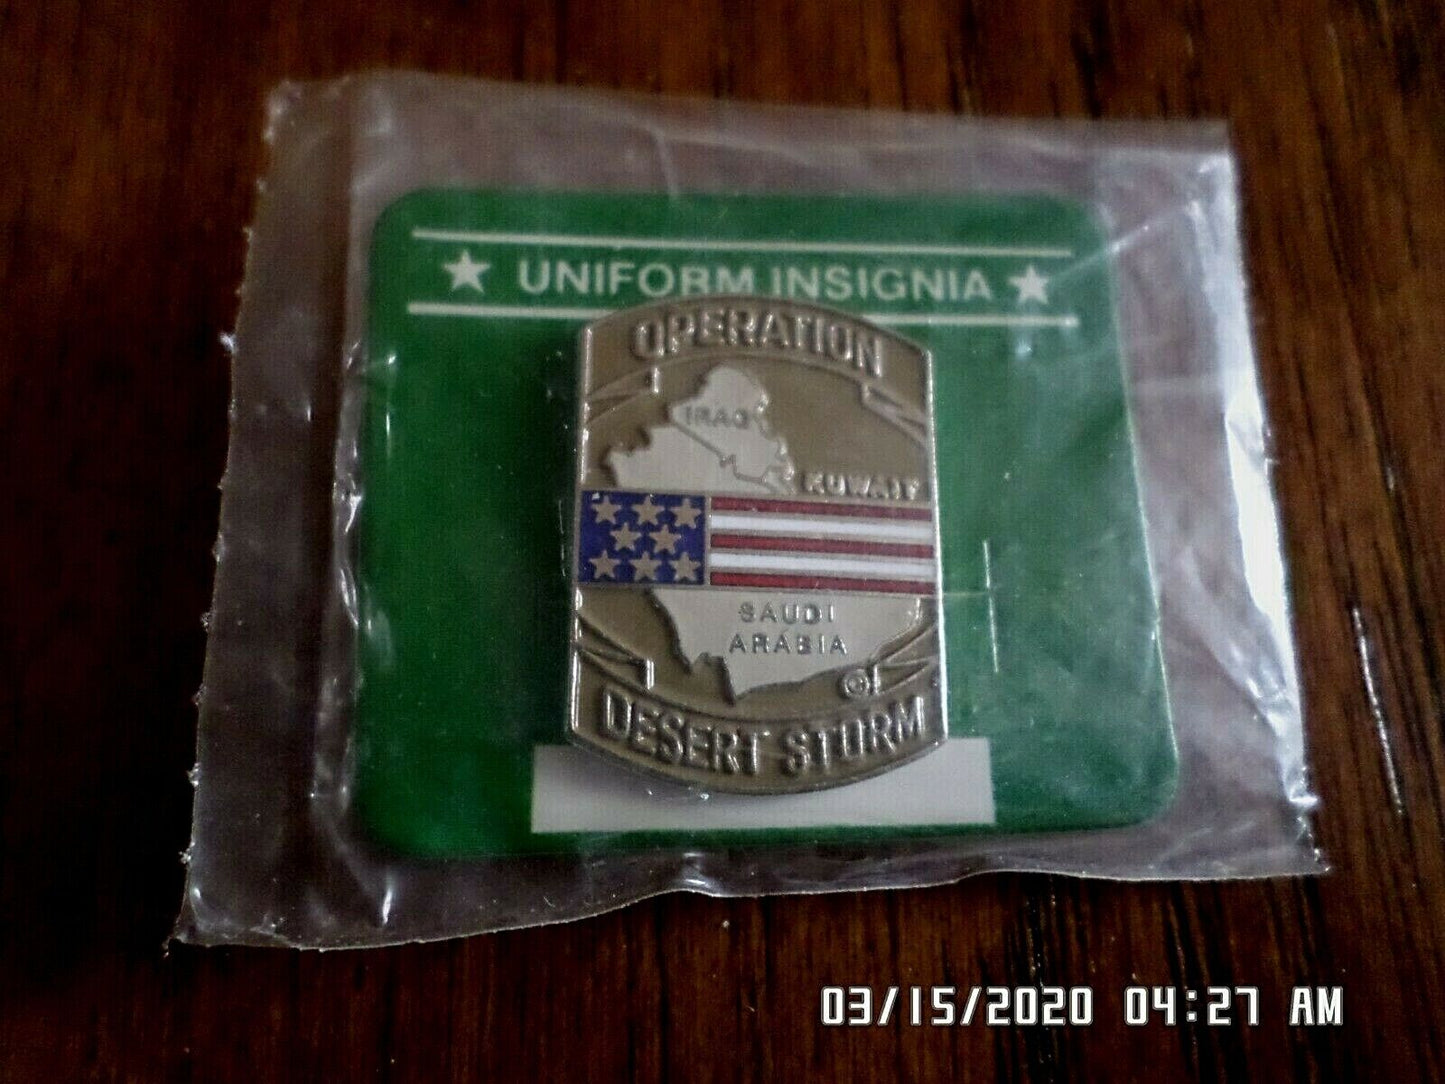 ★ UNIFORM INSIGNIA ★
OPERATION
IRAQ
KUWAIT
SAUDI
ARABIA
©
DESERT STORM
03/15/2020 04:27 AM